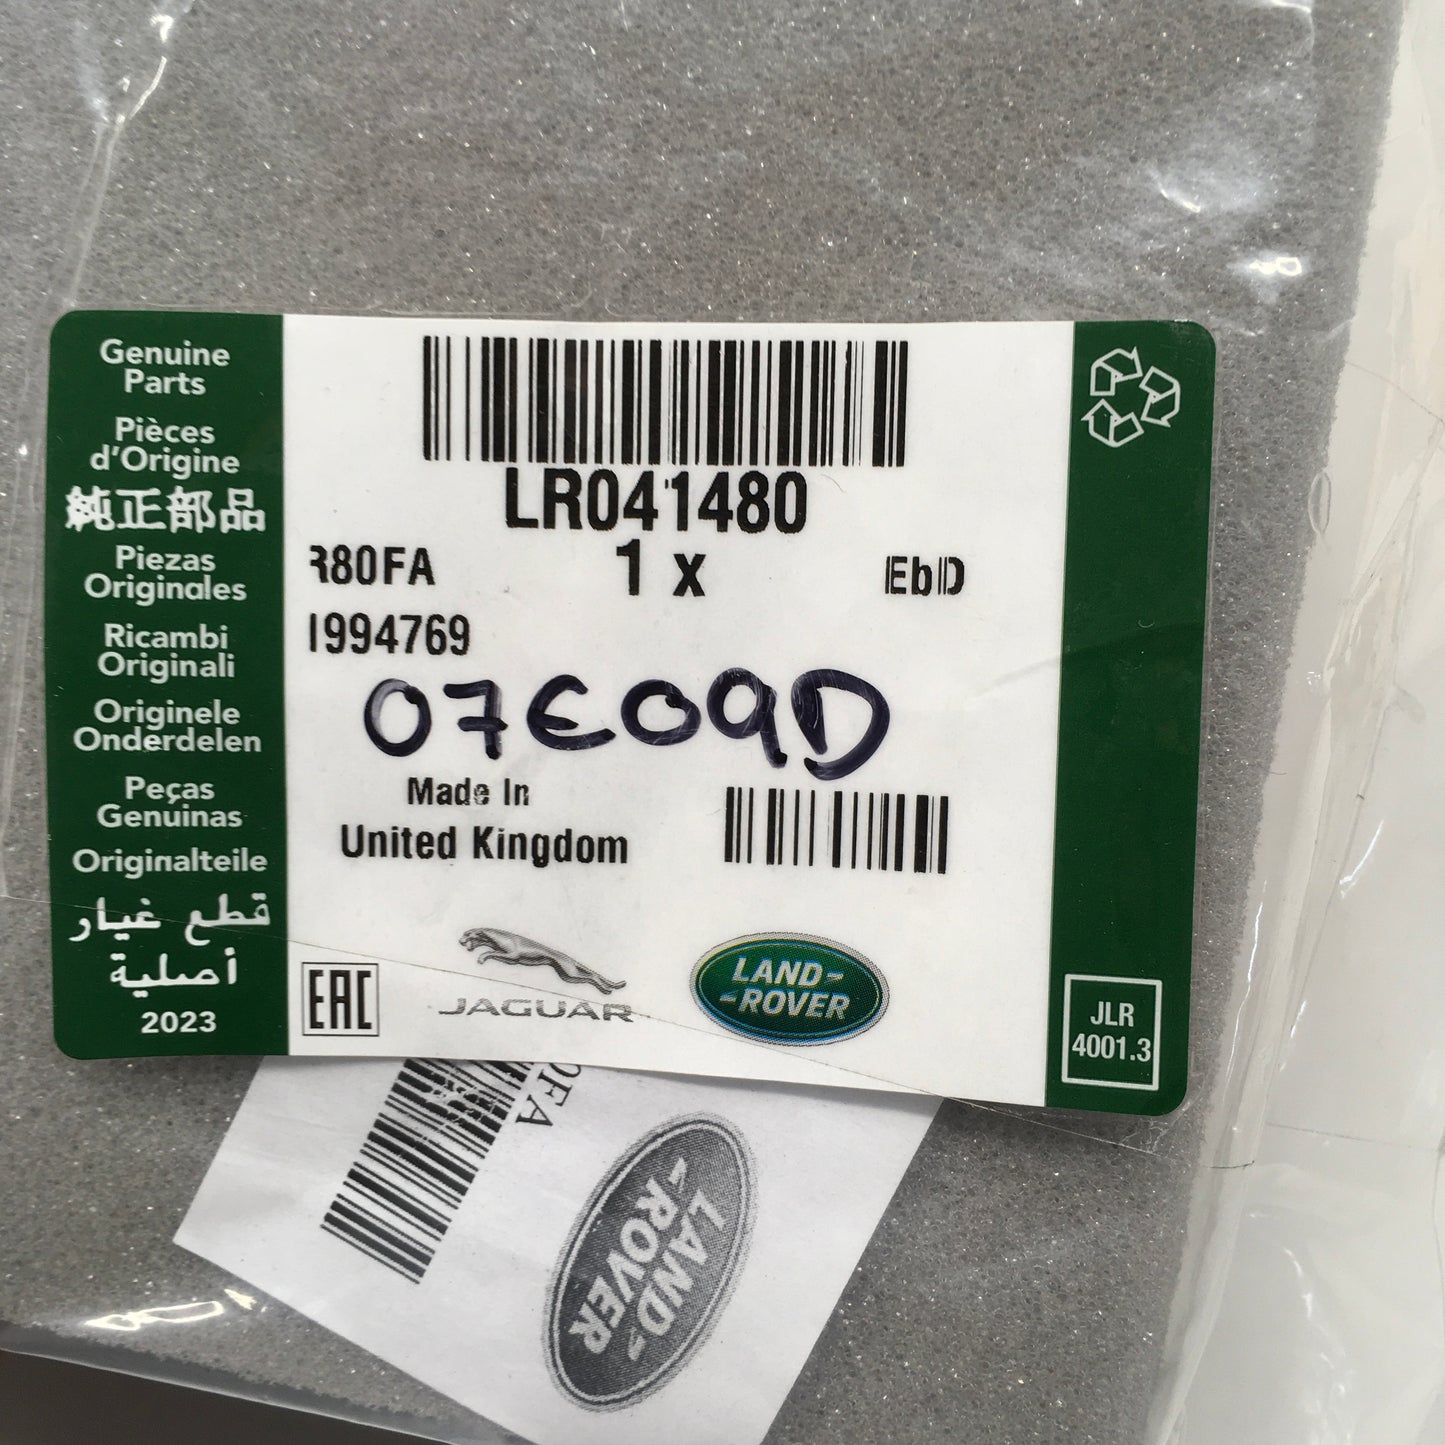 Genuine
Parts
Pièces
d'Origine
純正部品
Piezas
Originales
Ricambi
Originali
Originele
Onderdelen
Peças
Genuinas
Originalteile
قطع غيار
أصلية
2023
LR041480
R80FA
1 x
EbD
1994769
07E09D
Made In
United Kingdom
EAC
JAGUAR
LAND-
-ROVER
JLR
4001.3
0FA
LAND-
-ROVER